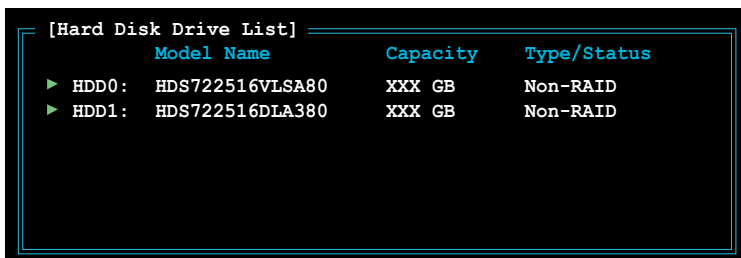 [Hard Disk Drive List]
Model Name Capacity Type/Status
HDD0: HDS722516VLSA80 XXX GB Non-RAID
HDD1: HDS722516DLA380 XXX GB Non-RAID